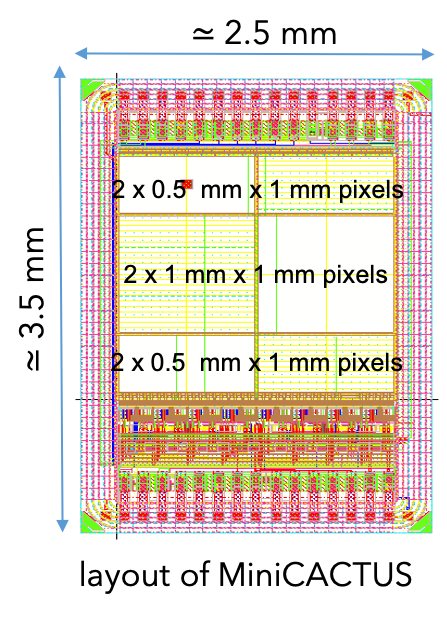 ≃ 2.5 mm
≃ 3.5 mm
2 x 0.5 mm x 1 mm pixels
2 x 1 mm x 1 mm pixels
2 x 0.5 mm x 1 mm pixels
layout of MiniCACTUS